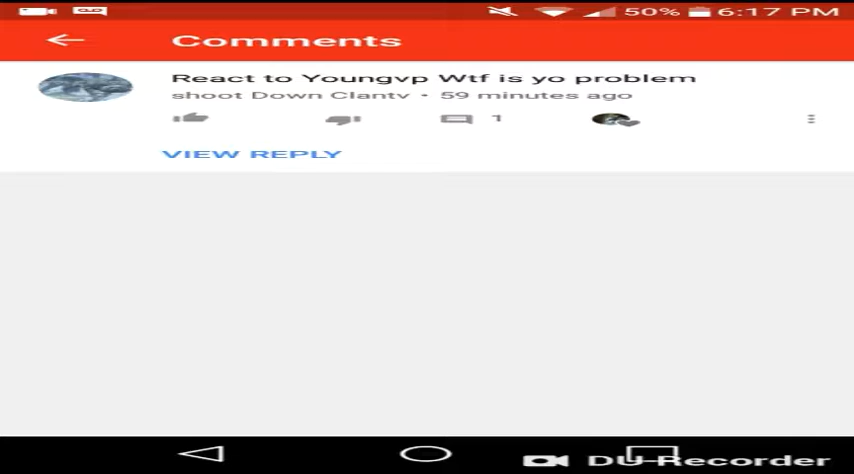 50% 6:17 PM
Comments
React to Youngvp Wtf is yo problem
shoot Down Clantv • 59 minutes ago
1
VIEW REPLY
DU Recorder